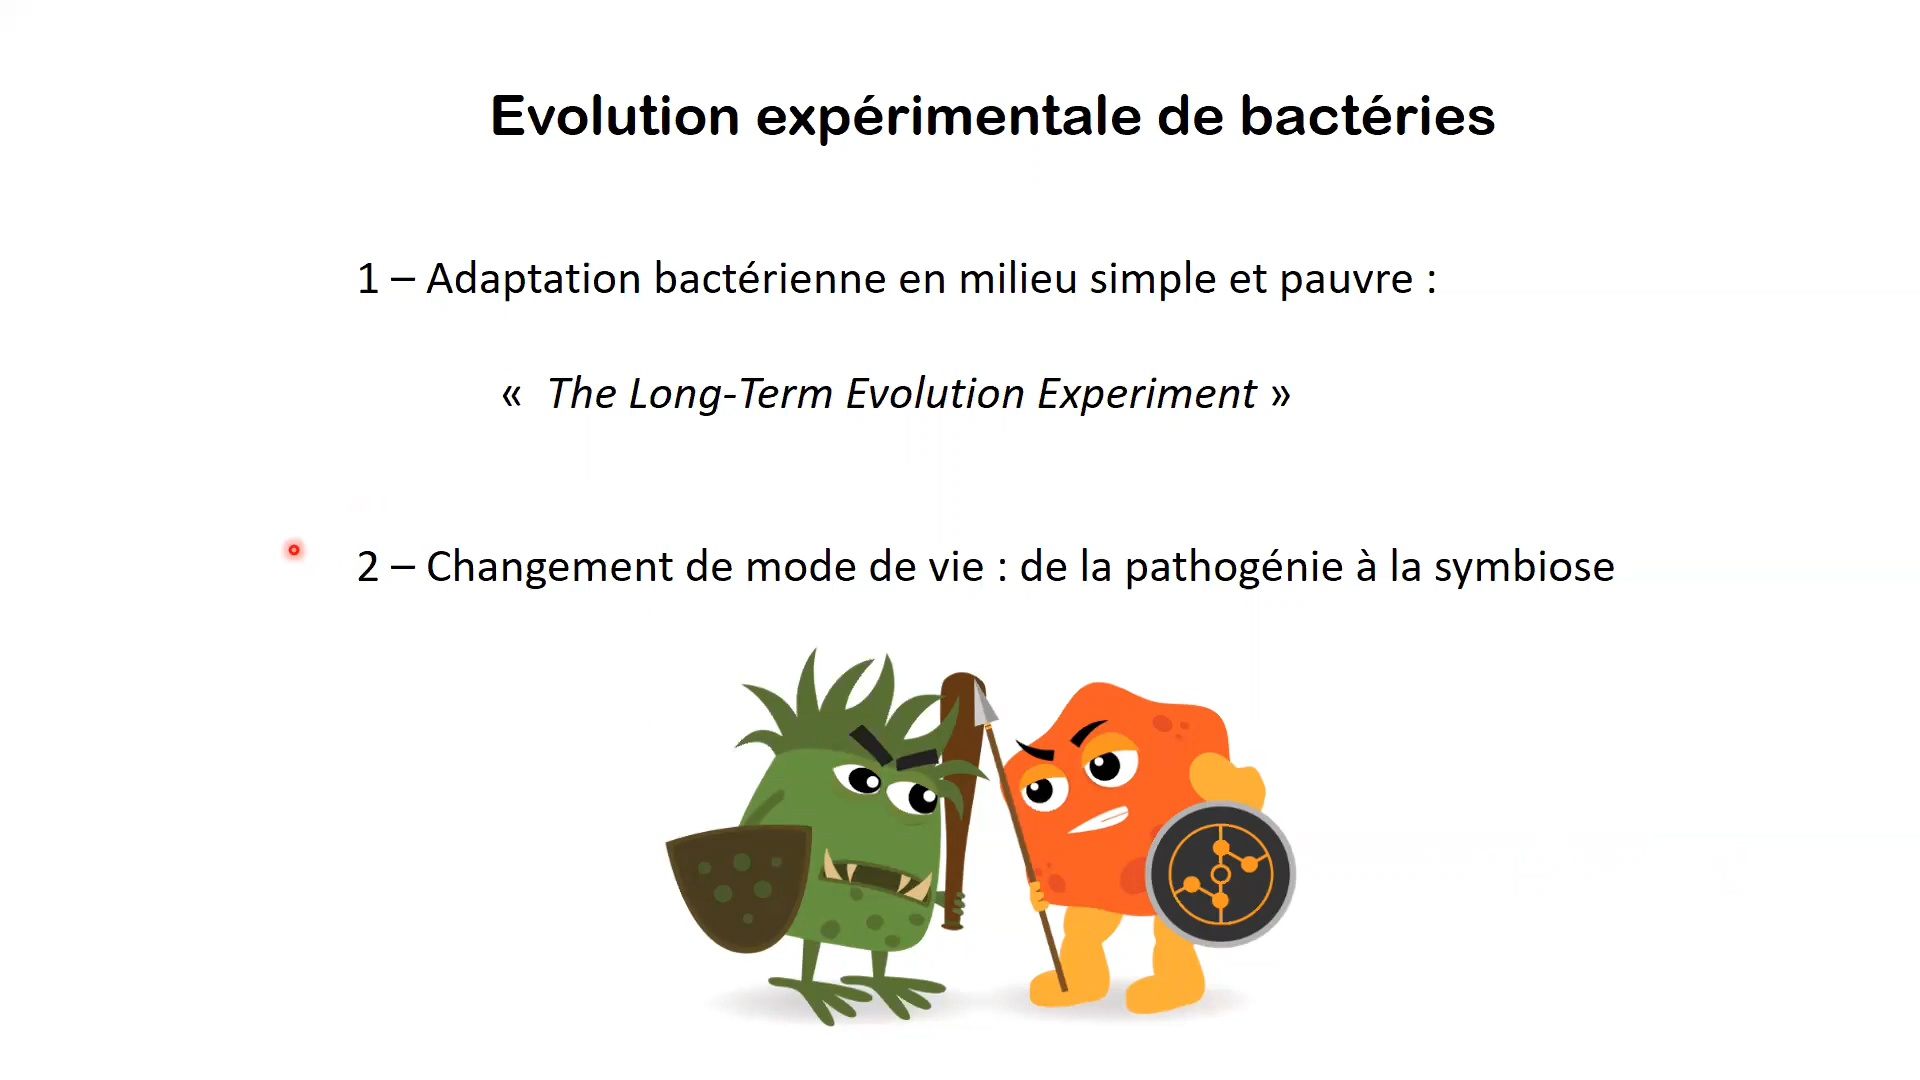 Evolution expérimentale de bactéries
1 – Adaptation bactérienne en milieu simple et pauvre :
« The Long-Term Evolution Experiment »
2 – Changement de mode de vie : de la pathogénie à la symbiose